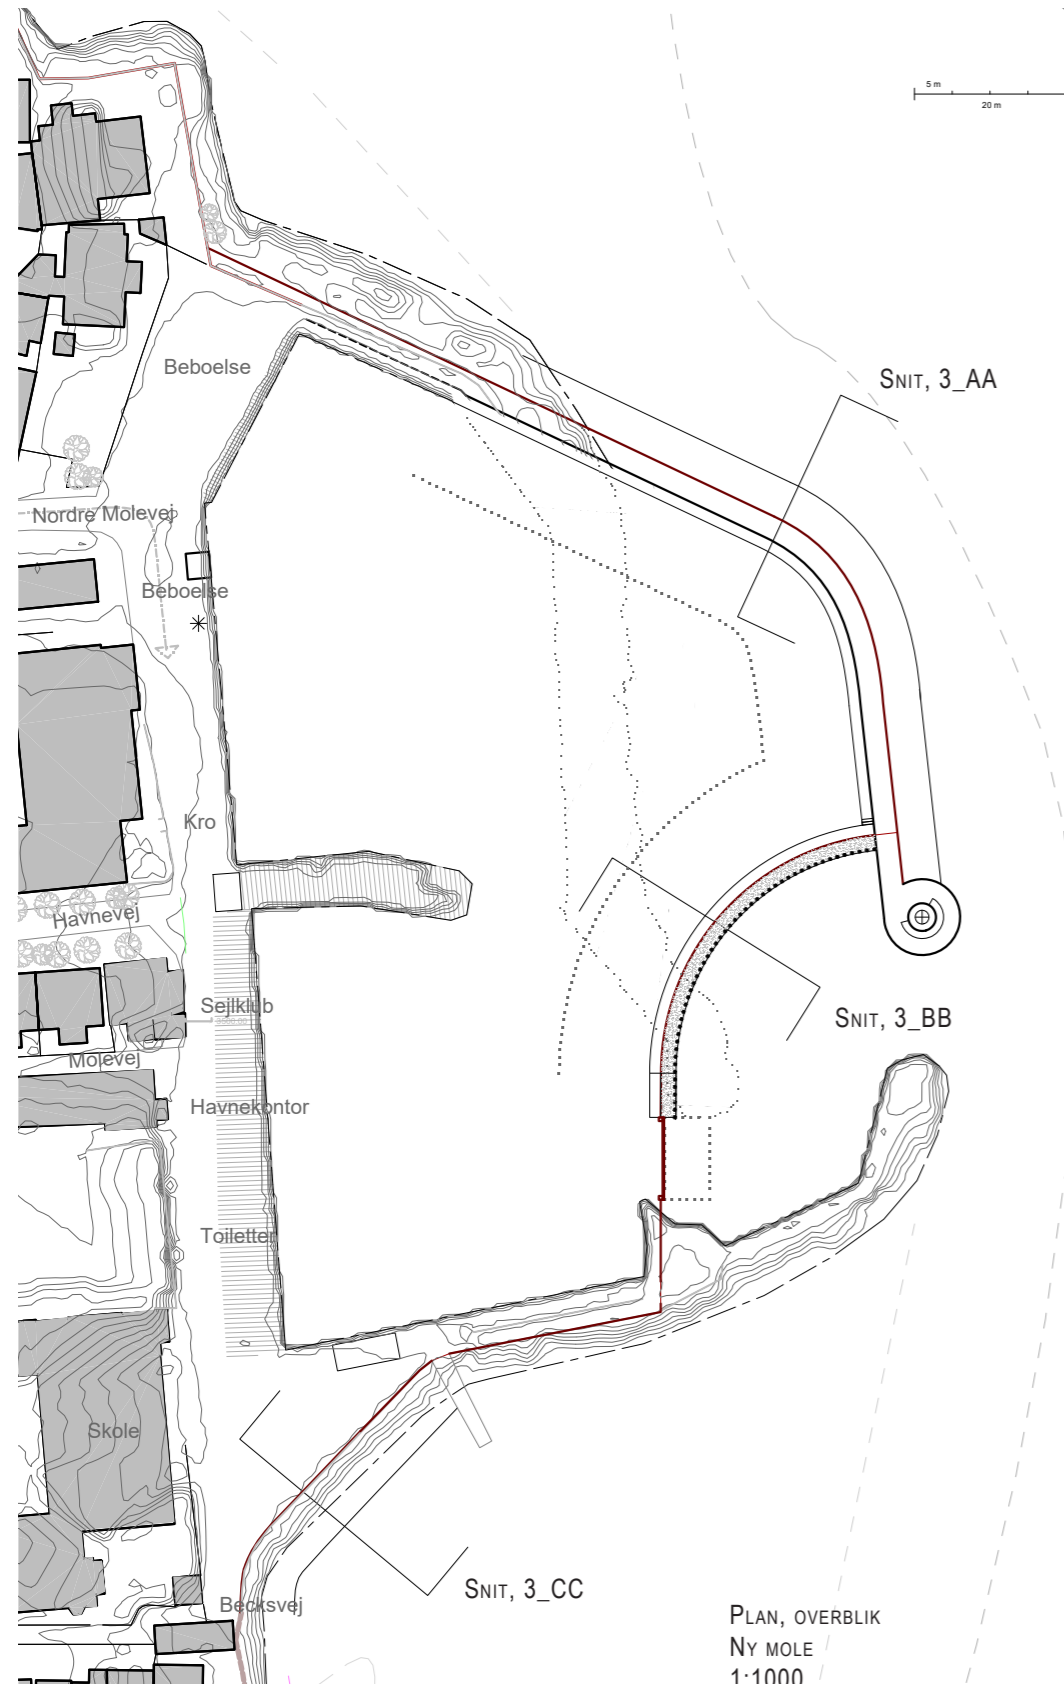 5 m
20 m
Beboelse
SNIT, 3_AA
Nordre Molevej
Beboelse
Kro
Havnevej
Sejlklub
SNIT, 3_BB
Molevej
Havnekontor
Toiletter
Skole
SNIT, 3_CC
Becksvej
PLAN, OVERBLIK
NY MOLE
1:1000